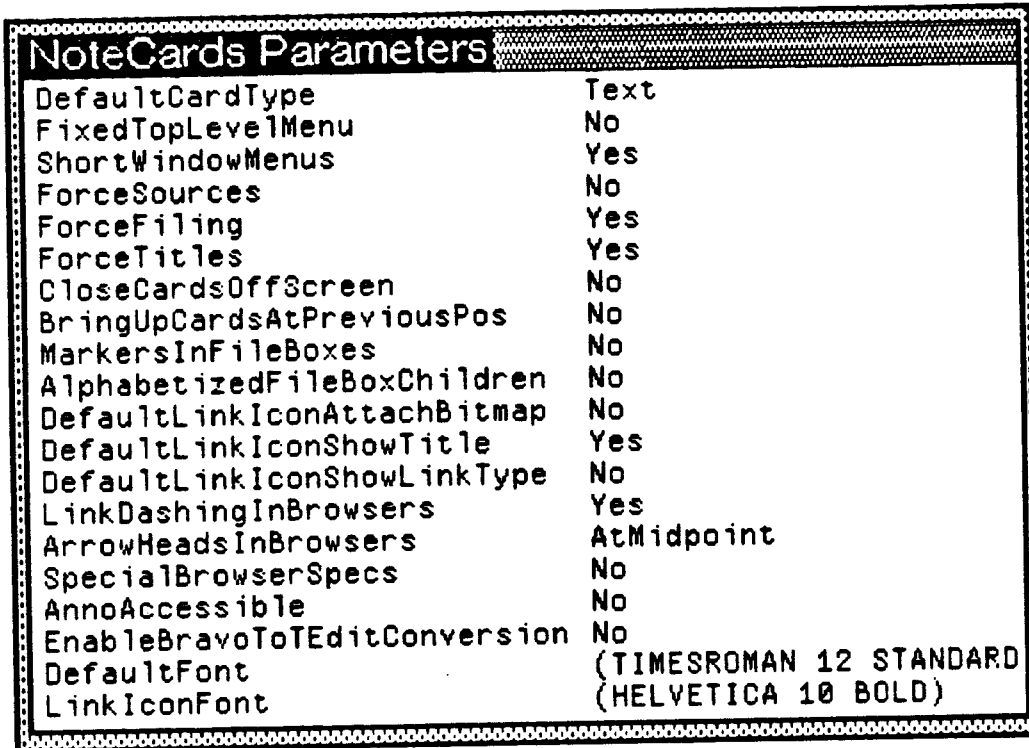 NoteCards Parameters
DefaultCardType Text
FixedTopLevelMenu No
ShortWindowMenus Yes
ForceSources No
ForceFiling Yes
ForceTitles Yes
CloseCardsOffScreen No
BringUpCardsAtPreviousPos No
MarkersInFileBoxes No
AlphabetizedFileBoxChildren No
DefaultLinkIconAttachBitmap No
DefaultLinkIconShowTitle Yes
DefaultLinkIconShowLinkType No
LinkDashingInBrowsers Yes
ArrowHeadsInBrowsers AtMidpoint
SpecialBrowserSpecs No
AnnoAccessible No
EnableBravoToTEditConversion No
DefaultFont (TIMESROMAN 12 STANDARD
LinkIconFont (HELVETICA 10 BOLD)